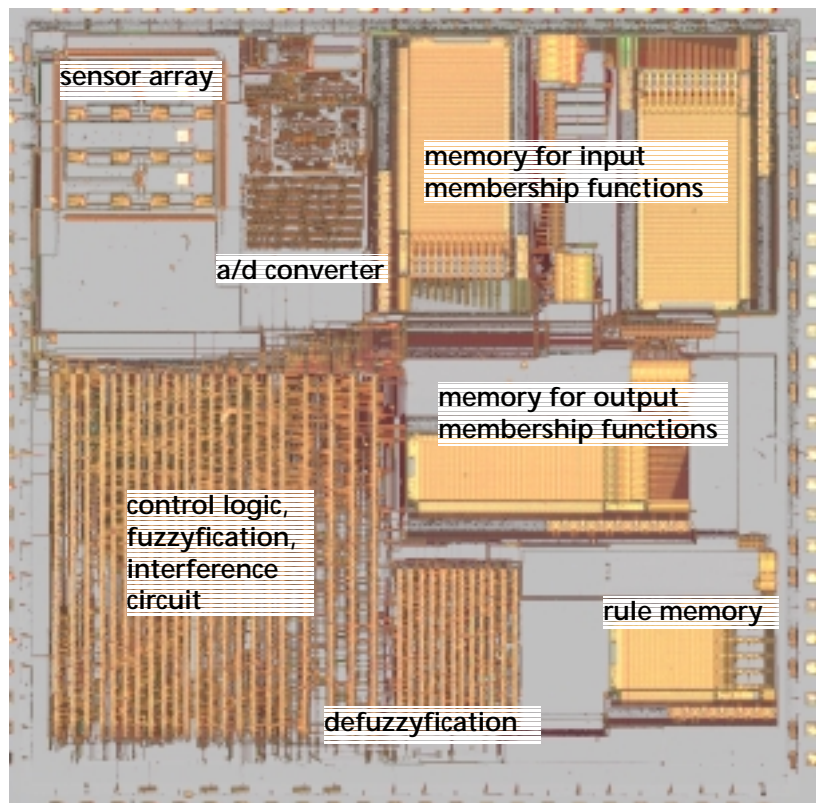 sensor array
memory for input
membership functions
a/d converter
memory for output
membership functions
control logic,
fuzzyfication,
interference
circuit
rule memory
defuzzyfication